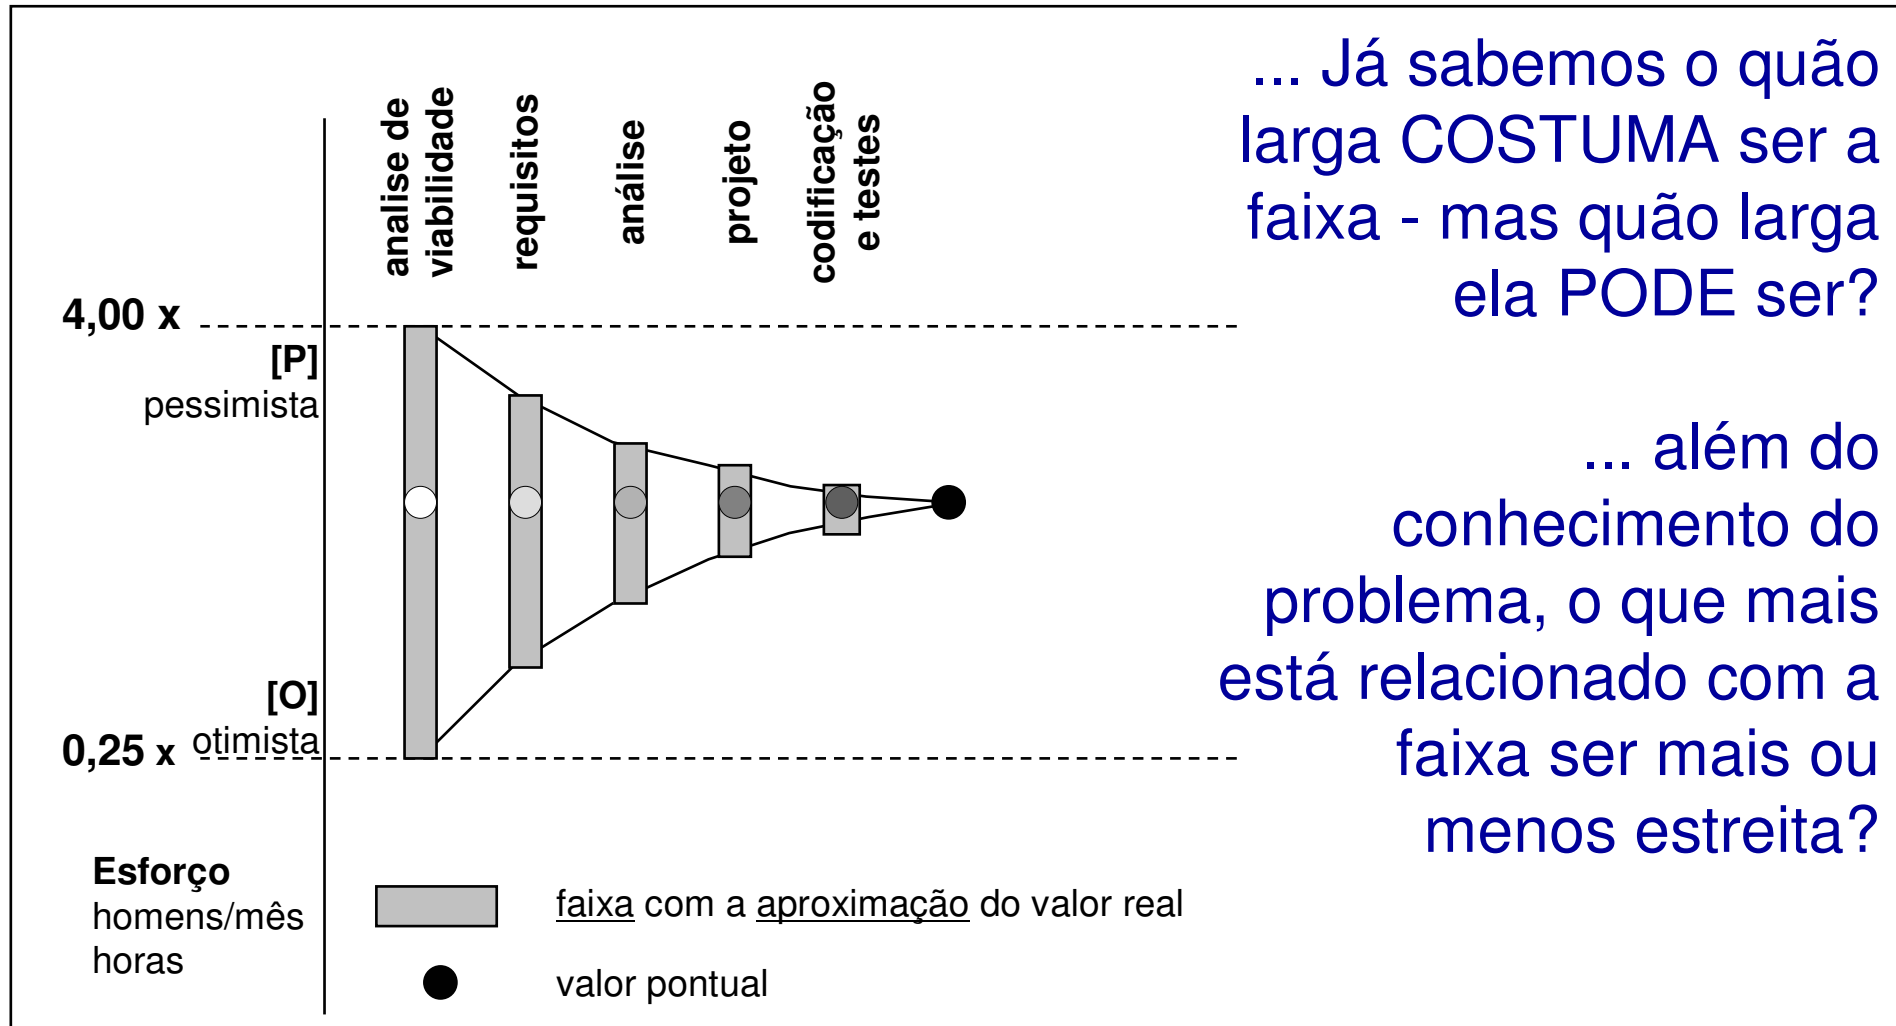 analise de
viabilidade
requisitos
análise
projeto
codificação
e testes
4,00 x
[P]
pessimista
[O]
otimista
0,25 x
Esforço
homens/mês
horas
faixa com a aproximação do valor real
valor pontual
... Já sabemos o quão
larga COSTUMA ser a
faixa - mas quão larga
ela PODE ser?
... além do
conhecimento do
problema, o que mais
está relacionado com a
faixa ser mais ou
menos estreita?